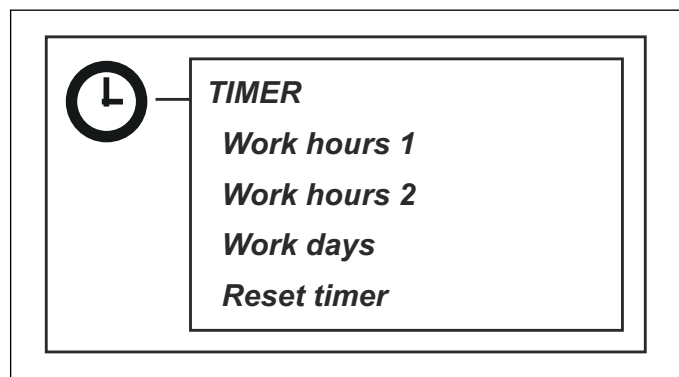 TIMER
Work hours 1
Work hours 2
Work days
Reset timer